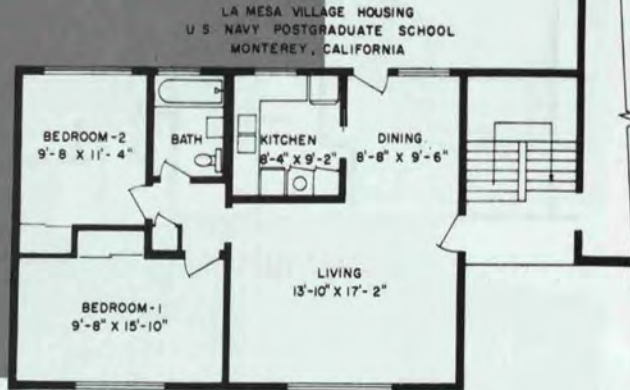 LA MESA VILLAGE HOUSING
U S NAVY POSTGRADUATE SCHOOL
MONTEREY, CALIFORNIA
BEDROOM-2
9'-8 X 11'-4"
BATH
KITCHEN
8'-4" X 9'-2"
DINING
8'-8" X 9'-6"
LIVING
13'-10" X 17'-2"
BEDROOM-1
9'-8" X 15'-10"